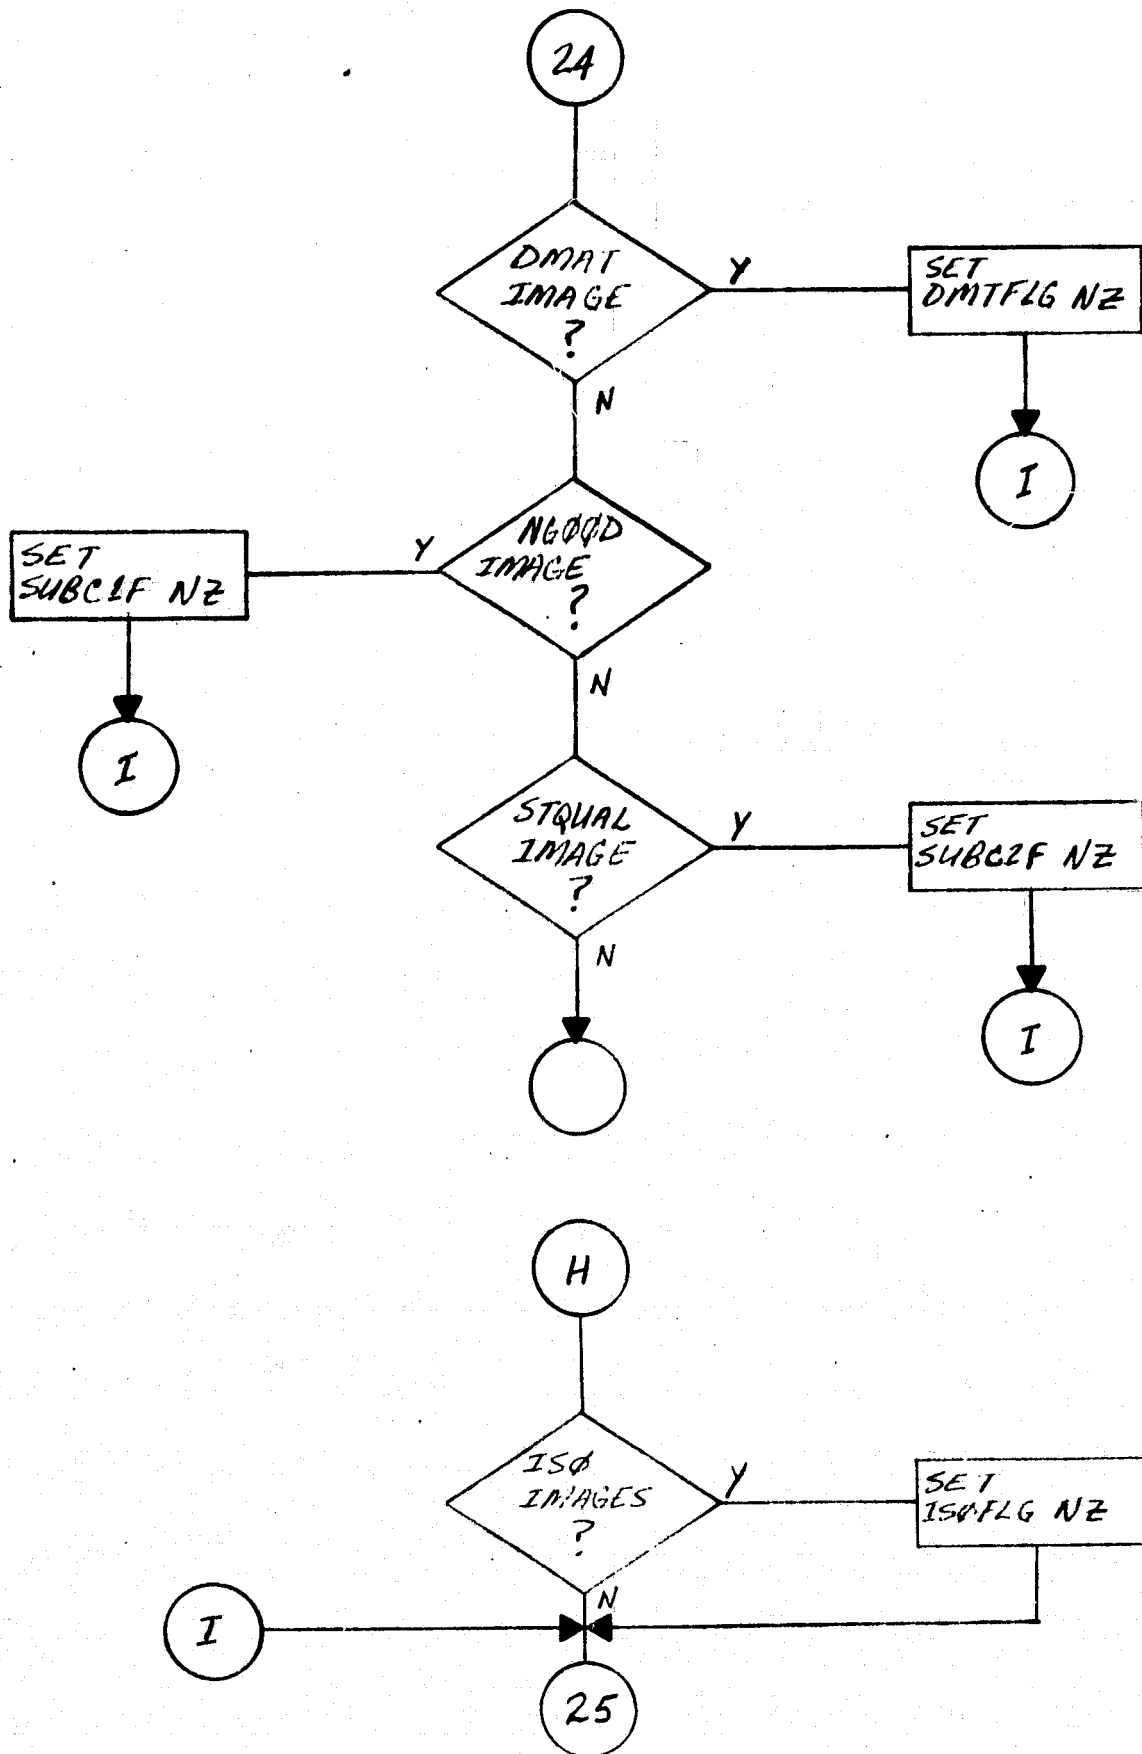 24
DMAT
IMAGE
?
Y
SET
DMTFLG NZ
N
I
NGØØD
IMAGE
?
Y
SET
SUBC1F NZ
N
I
STQUAL
IMAGE
?
Y
SET
SUBC2F NZ
N
I
H
ISØ
IMAGES
?
Y
SET
ISØFLG NZ
N
I
25